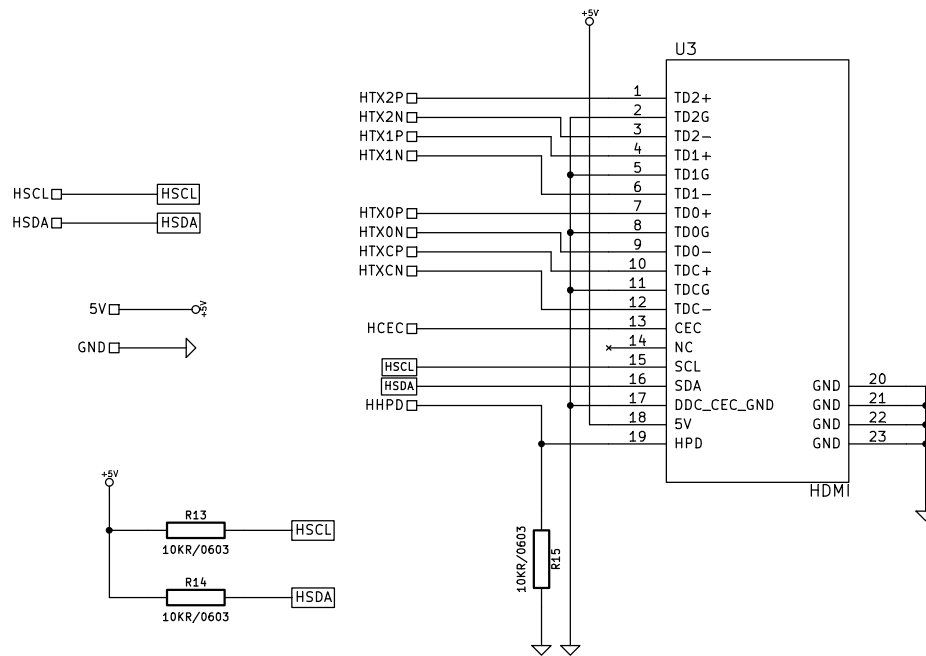 +5V
U3
HTX2P 1 TD2+
HTX2N 2 TD2G
HTX1P 3 TD2-
HTX1N 4 TD1+
5 TD1G
HSCL HSCL 6 TD1-
HTX0P 7 TD0+
HSDA HSDA HTX0N 8 TD0G
HTXCP 9 TD0-
HTXCN 10 TDC+
11 TDCG
5V +5V 12 TDC-
HCEC 13 CEC
GND 14 NC
HSCL 15 SCL
HSDA 16 SDA GND 20
HHPD 17 DDC_CEC_GND GND 21
18 5V GND 22
19 HPD GND 23
+5V
HDMI
R13
HSCL
10KR/0603
10KR/0603
R15
R14
HSDA
10KR/0603